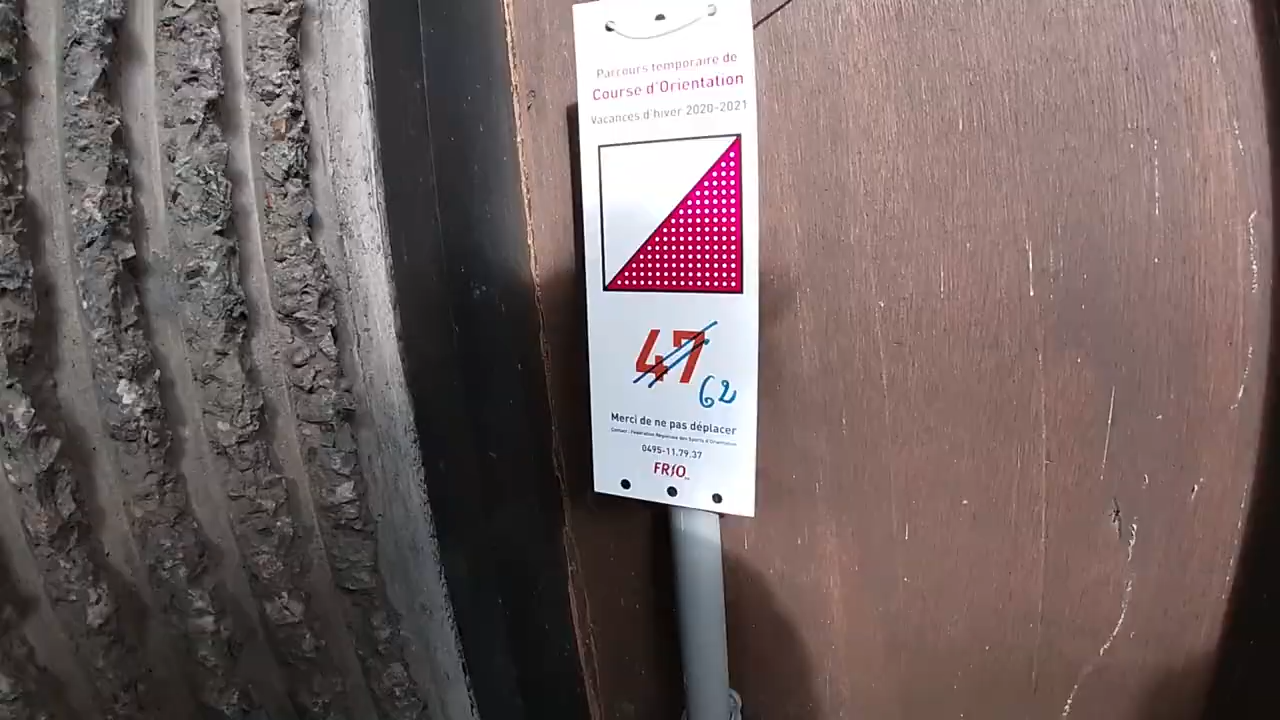 Parcours temporaire de
Course d'Orientation
Vacances d'hiver 2020-2021
47
62
Merci de ne pas déplacer
Contact : Fédération Régionale des Sports d'Orientation
0495-11.79.37
FRSO